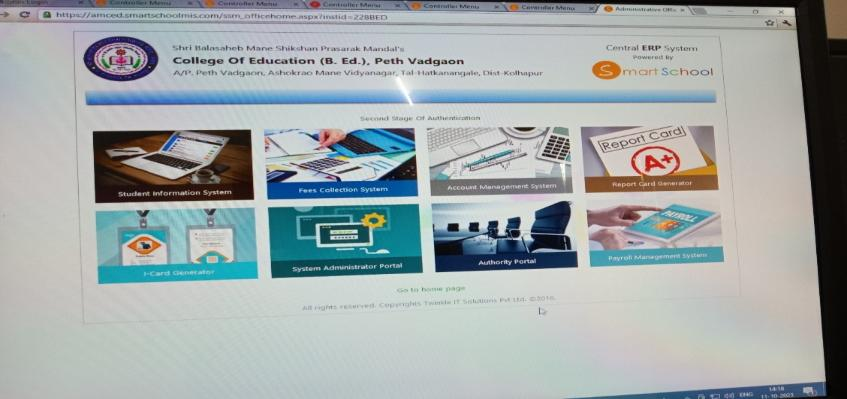 Controller Menu
Controller Menu
Controller Menu
Controller Menu
Controller Menu
https://amced.smartschoolmis.com/ssm_officehome.aspx?instid=228BED
Shri Balasaheb Mane Shikshan Prasarak Mandal's
College Of Education (B. Ed.), Peth Vadgaon
A/P, Peth Vadgaon, Ashokrao Mane Vidyanagar, Tal-Hatkanangale, Dist-Kolhapur
Central ERP System
Powered By
Smart School
Second Stage Of Authentication
Student Information System
Fees Collection System
Account Management System
Report Card
A+
Report Card Generator
I-Card Generator
System Administrator Portal
Authority Portal
PAYROLL
Payroll Management System
Go to home page
All rights reserved. Copyrights Twinkle IT Solutions Pvt Ltd. ©2016.
ENG
14:18
11-10-2023